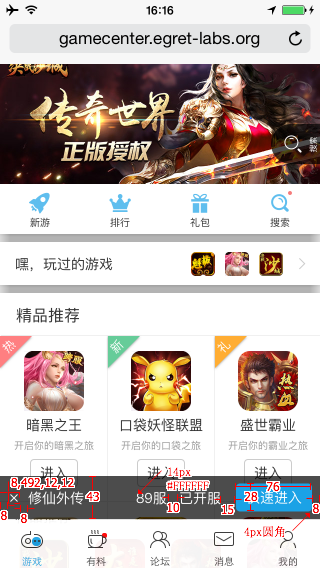 16:16
gamecenter.egret-labs.org
传奇世界
正版授权
搜索
新游
排行
礼包
搜索
嘿，玩过的游戏
精品推荐
热
新
礼
暗黑之王
口袋妖怪联盟
盛世霸业
开启你的暗黑之旅
开启你的口袋之旅
开启你的霸业之旅
进入
进入
进入
14px
#FFFFFF
8,492,12,12
76
× 修仙外传
43
89服
已开服
28
速进入
8
8
10
15
8
4px圆角
游戏
有料
论坛
消息
我的